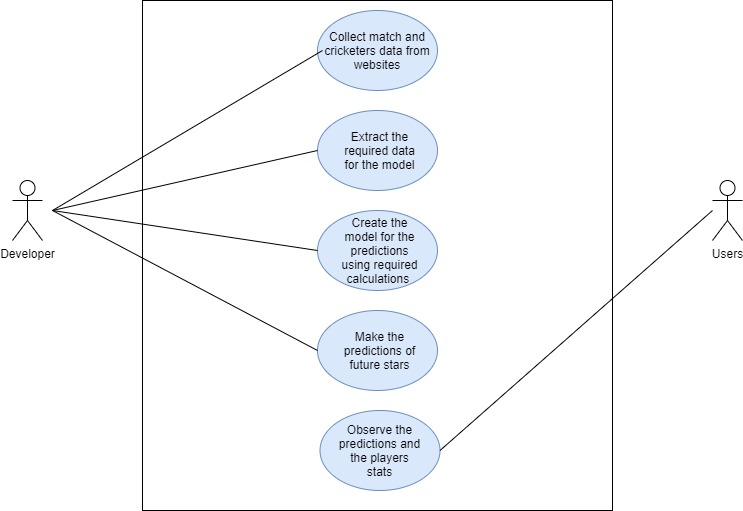 Collect match and
cricketers data from
websites
Extract the
required data
for the model
Developer
Users
Create the
model for the
predictions
using required
calculations
Make the
predictions of
future stars
Observe the
predictions and
the players
stats